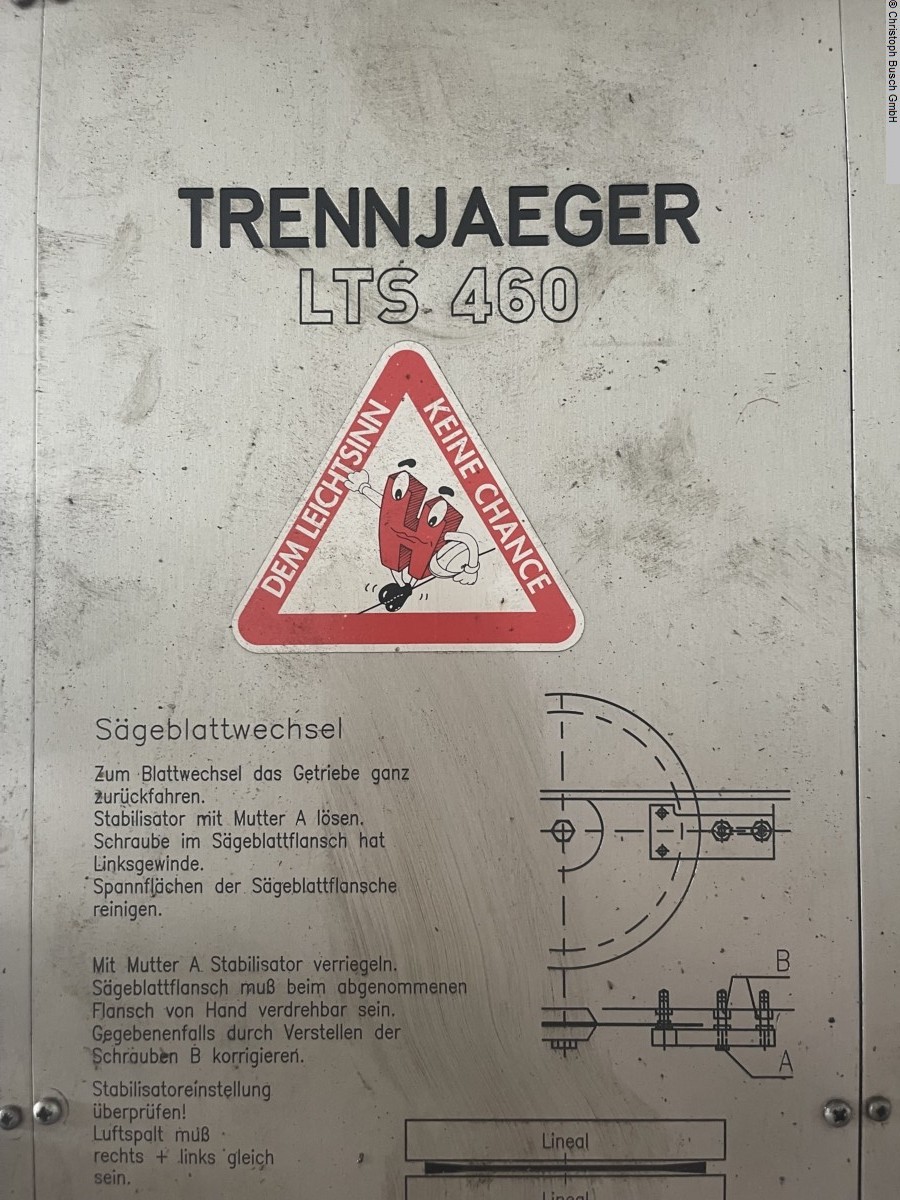 © Christoph Busch GmbH
TRENNJAEGER
LTS 460
DEM LEICHTSINN
KEINE CHANCE
Sägeblattwechsel
Zum Blattwechsel das Getriebe ganz
zurückfahren.
Stabilisator mit Mutter A lösen.
Schraube im Sägeblattflansch hat
Linksgewinde.
Spannflächen der Sägeblattflansche
reinigen.
Mit Mutter A Stabilisator verriegeln.
Sägeblattflansch muß beim abgenommenen
Flansch von Hand verdrehbar sein.
Gegebenenfalls durch Verstellen der
Schrauben B korrigieren.
B
A
Stabilisatoreinstellung
überprüfen!
Luftspalt muß
rechts + links gleich
sein.
Lineal
Lineal